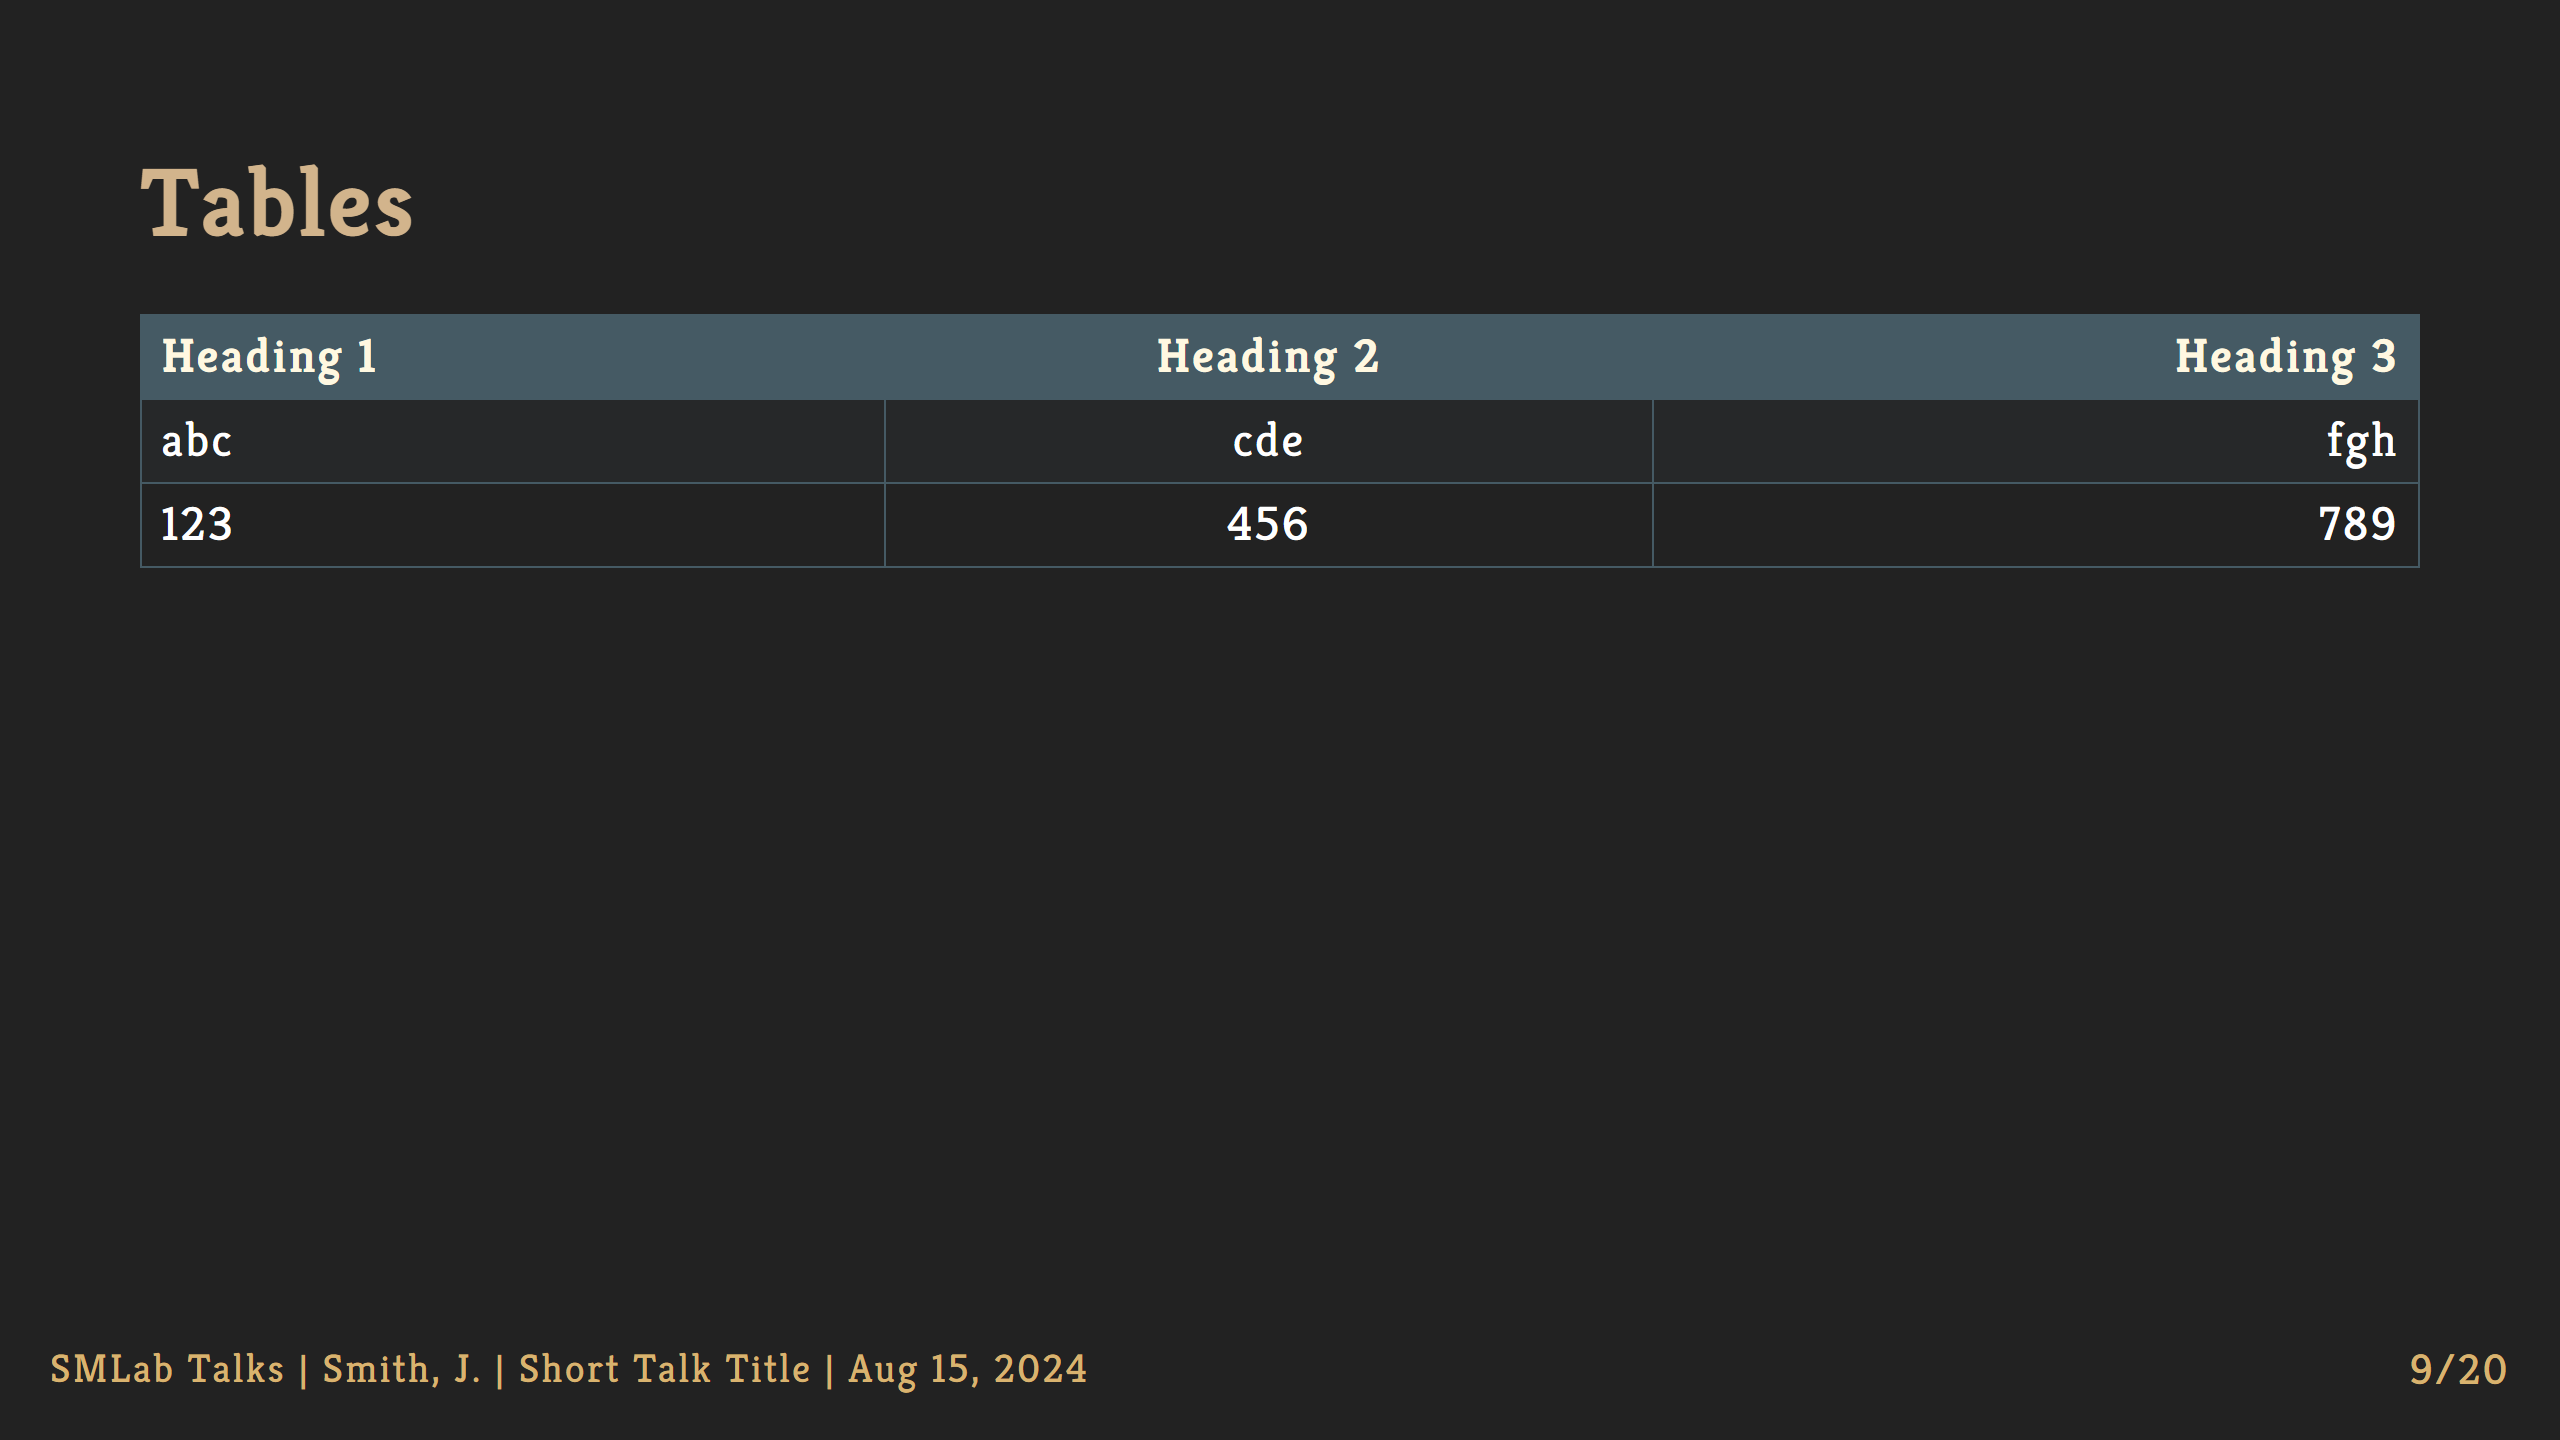 Tables
Heading 1 Heading 2 Heading 3
abc cde fgh
123 456 789
SMLab Talks | Smith, J. | Short Talk Title | Aug 15, 2024 9/20